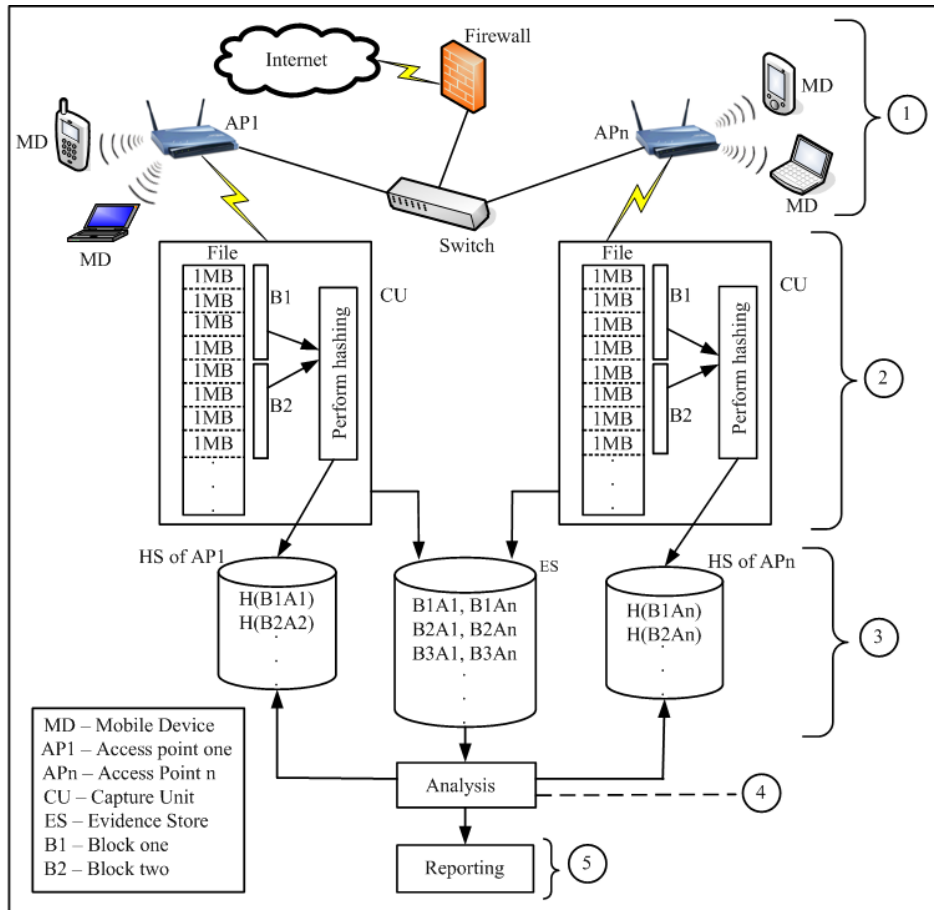 Firewall
Internet
MD
AP1
APn
MD
1
MD
MD
Switch
File
1MB
1MB
1MB
1MB
1MB
1MB
1MB
1MB
.
.
.
B1
B2
Perform hashing
CU
File
1MB
1MB
1MB
1MB
1MB
1MB
1MB
1MB
.
.
.
B1
B2
Perform hashing
CU
2
HS of AP1
H(B1A1)
H(B2A2)
.
.
.
ES
B1A1, B1An
B2A1, B2An
B3A1, B3An
.
.
.
HS of APn
H(B1An)
H(B2An)
.
.
.
3
MD – Mobile Device
AP1 – Access point one
APn – Access Point n
CU – Capture Unit
ES – Evidence Store
B1 – Block one
B2 – Block two
Analysis
4
Reporting
5